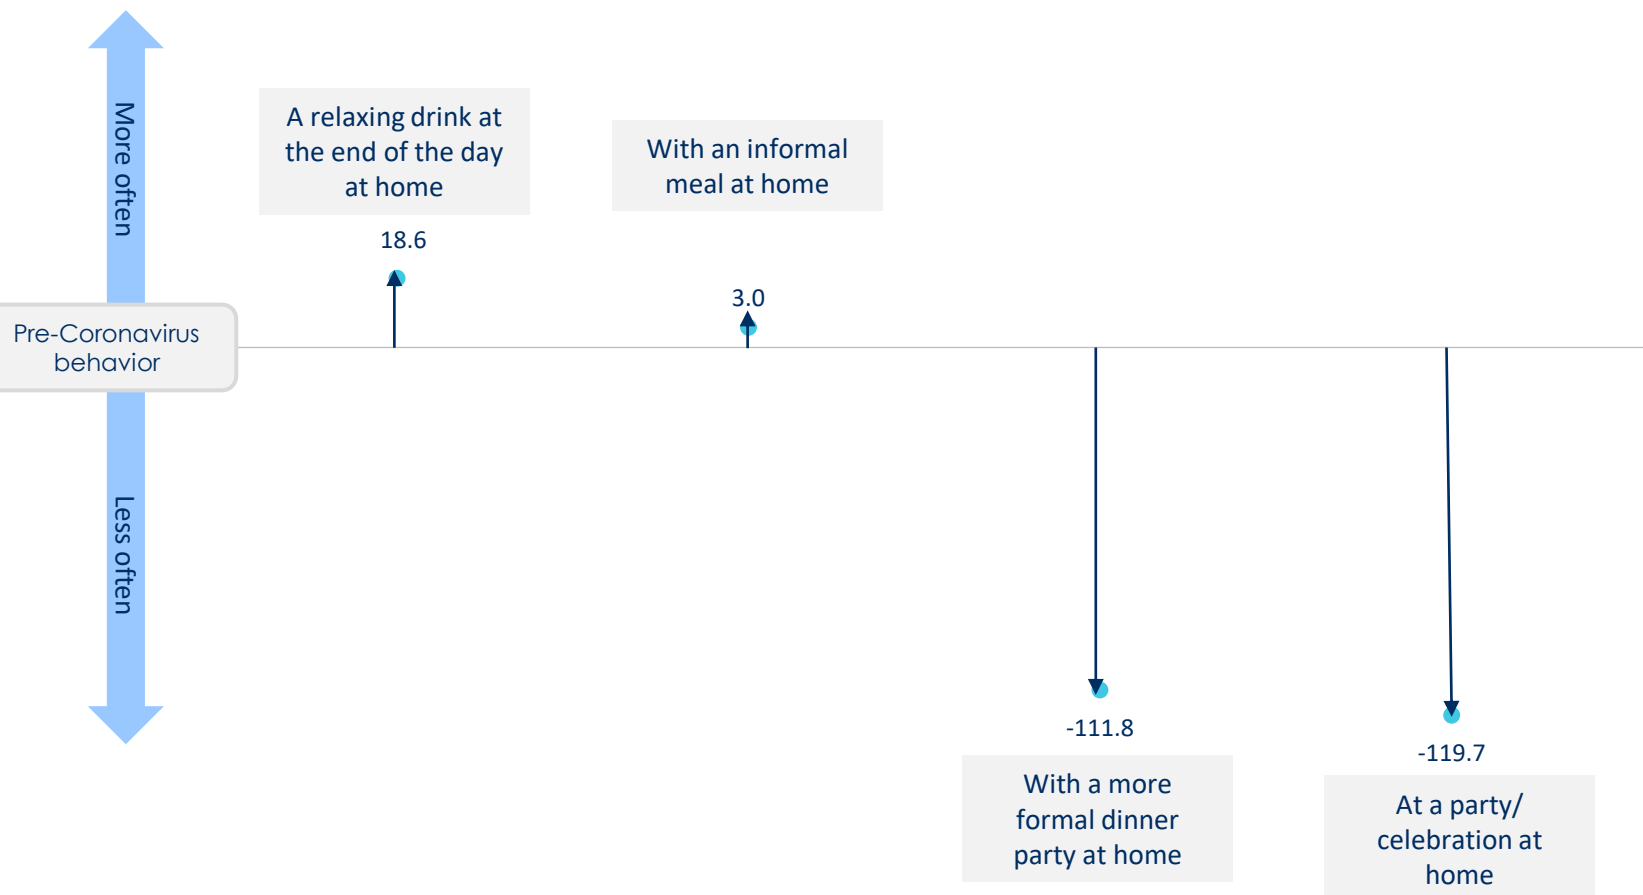 More often
A relaxing drink at
the end of the day
at home
18.6
With an informal
meal at home
3.0
Pre-Coronavirus
behavior
Less often
-111.8
With a more
formal dinner
party at home
-119.7
At a party/
celebration at
home